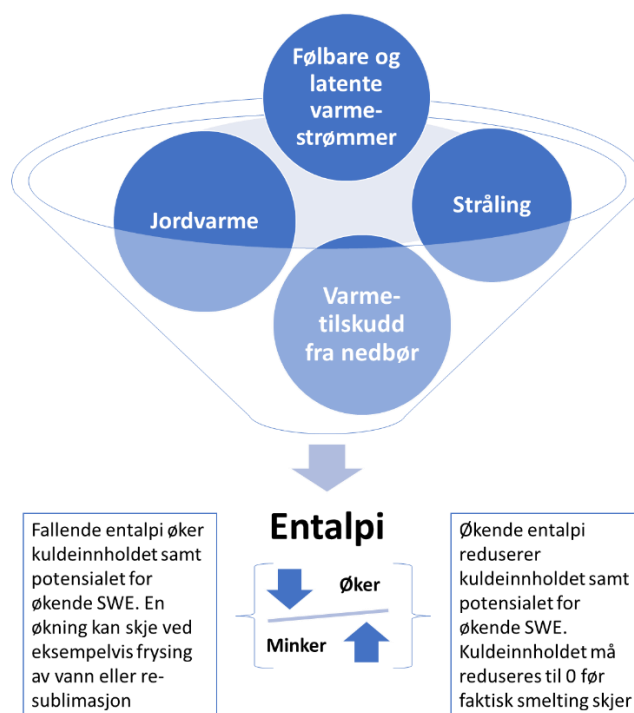 Følbare og
latente
varme-
strømmer
Jordvarme
Stråling
Varme-
tilskudd
fra nedbør
Entalpi
Fallende entalpi øker
kuldeinnholdet samt
potensialet for
økende SWE. En
økning kan skje ved
eksempelvis frysing
av vann eller re-
sublimasjon
Øker
Minker
Økende entalpi
reduserer
kuldeinnholdet samt
potensialet for
økende SWE.
Kuldeinnholdet må
reduseres til 0 før
faktisk smelting skjer